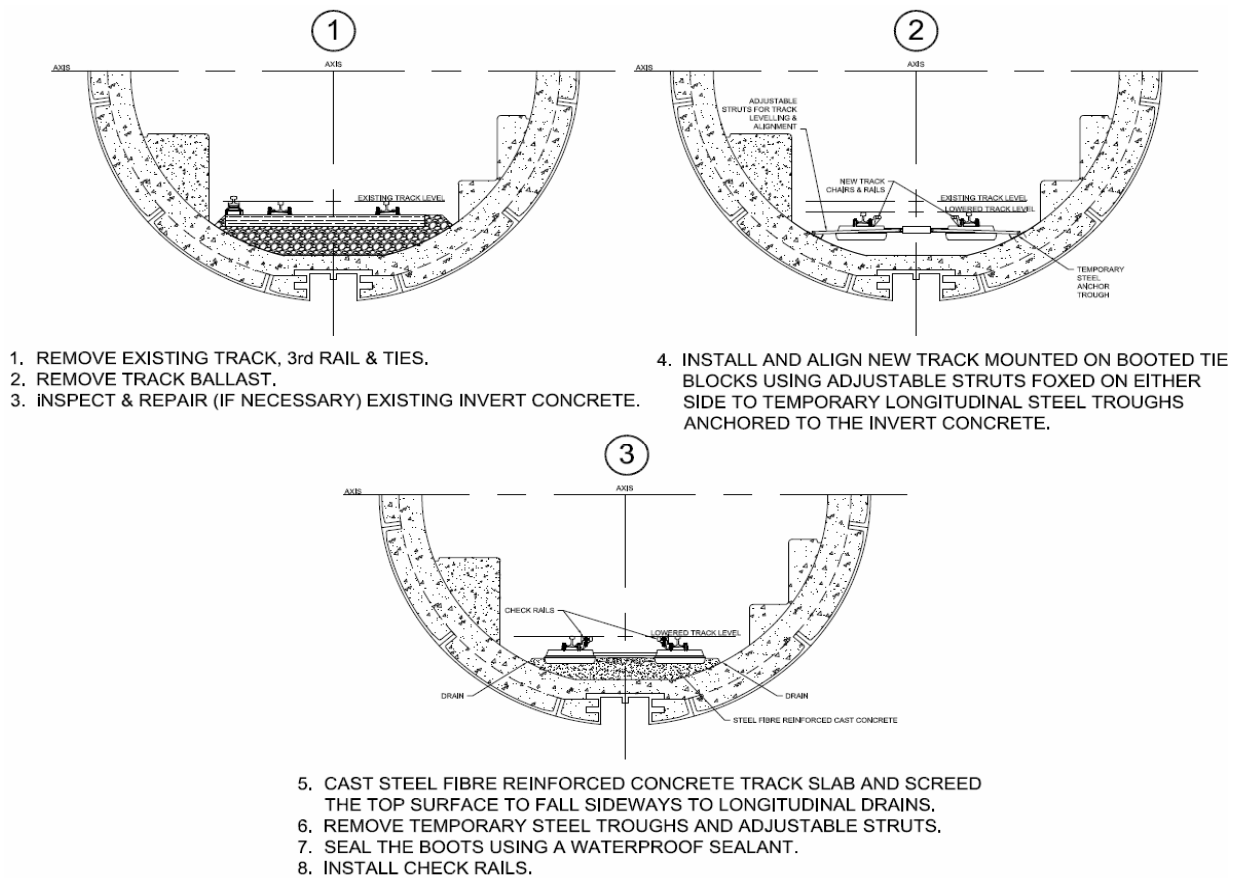 1
2
AXIS
AXIS
EXISTING TRACK LEVEL
AXIS
AXIS
ADJUSTABLE
STRUTS FOR TRACK
LEVELLING &
ALIGNMENT
NEW TRACK
CHAIRS & RAILS
EXISTING TRACK LEVEL
LOWERED TRACK LEVEL
TEMPORARY
STEEL
ANCHOR
TROUGH
1. REMOVE EXISTING TRACK, 3rd RAIL & TIES.
2. REMOVE TRACK BALLAST.
3. iNSPECT & REPAIR (IF NECESSARY) EXISTING INVERT CONCRETE.
4. INSTALL AND ALIGN NEW TRACK MOUNTED ON BOOTED TIE
BLOCKS USING ADJUSTABLE STRUTS FOXED ON EITHER
SIDE TO TEMPORARY LONGITUDINAL STEEL TROUGHS
ANCHORED TO THE INVERT CONCRETE.
3
AXIS
AXIS
CHECK RAILS
LOWERED TRACK LEVEL
DRAIN
DRAIN
STEEL FIBRE REINFORCED CAST CONCRETE
5. CAST STEEL FIBRE REINFORCED CONCRETE TRACK SLAB AND SCREED
THE TOP SURFACE TO FALL SIDEWAYS TO LONGITUDINAL DRAINS.
6. REMOVE TEMPORARY STEEL TROUGHS AND ADJUSTABLE STRUTS.
7. SEAL THE BOOTS USING A WATERPROOF SEALANT.
8. INSTALL CHECK RAILS.